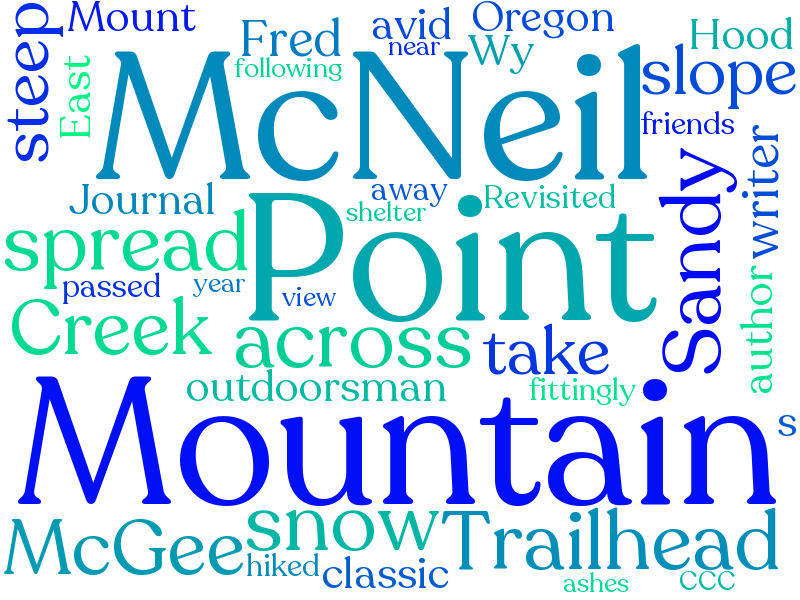 Mount
avid
Oregon
Fred
near
Wy
Hood
steep
East
following
McNeil
slope
friends
Journal
away
Revisited
shelter
Sandy
writer
spread
Point
passed
year
view
Creek
across
take
author
outdoorsman
fittingly
Mountain
s
McGee
snow
Trailhead
hiked
classic
ashes
CCC